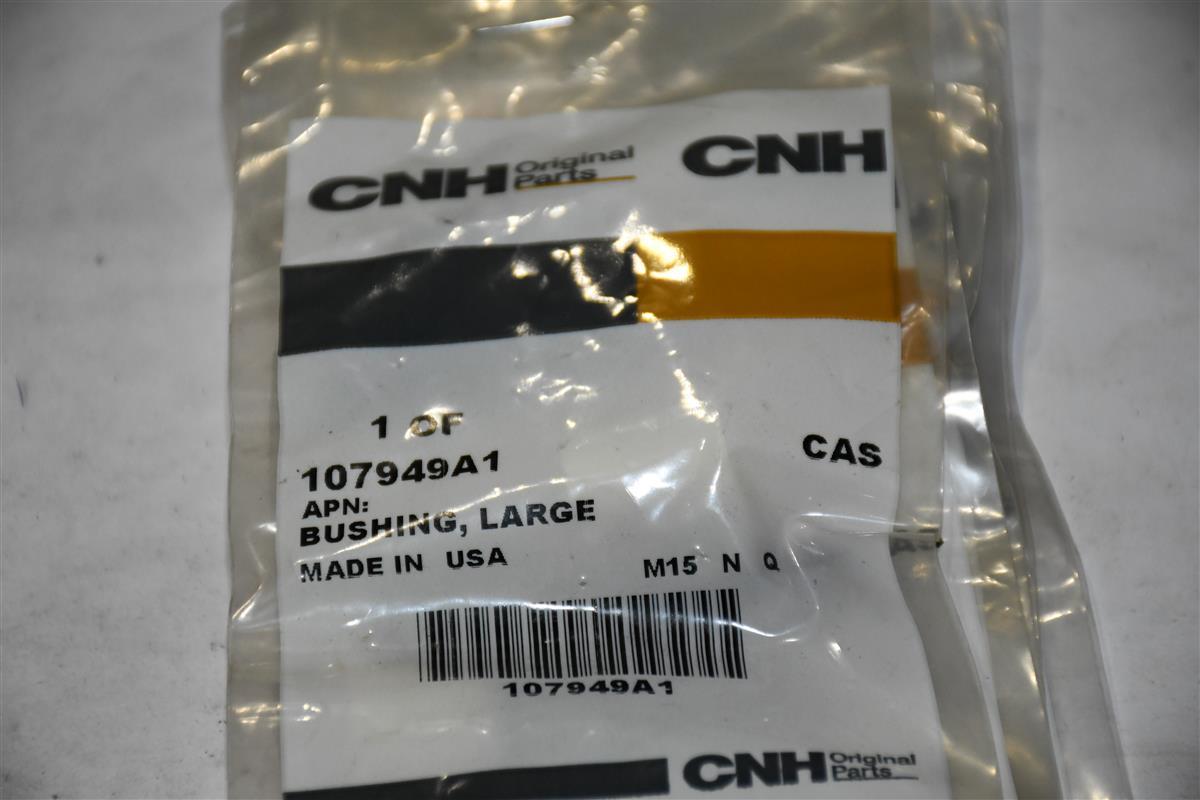 CNH Original Parts CNH
1 OF
107949A1 CAS
APN:
BUSHING, LARGE
MADE IN USA M15 N Q
107949A1
CNH Original Parts